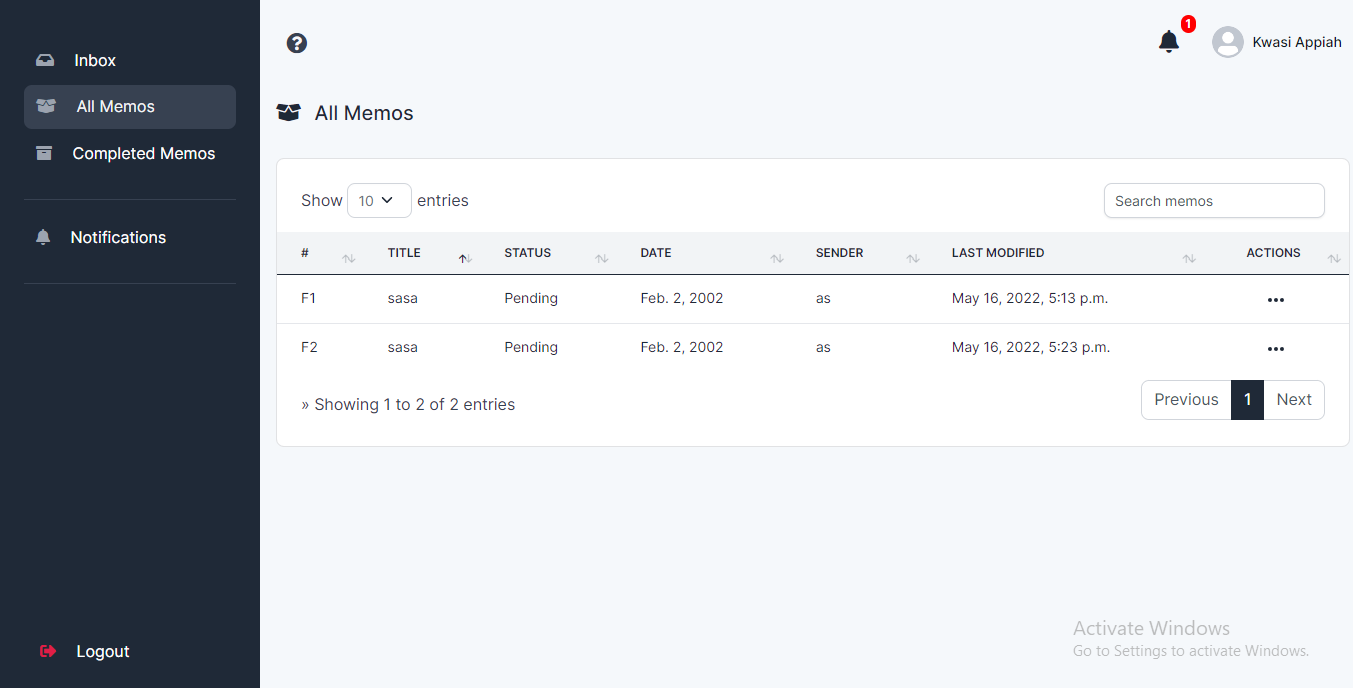 Inbox
All Memos
Completed Memos
Notifications
Logout
1
Kwasi Appiah
All Memos
Show 10 entries
Search memos
# TITLE STATUS DATE SENDER LAST MODIFIED ACTIONS
F1 sasa Pending Feb. 2, 2002 as May 16, 2022, 5:13 p.m.
F2 sasa Pending Feb. 2, 2002 as May 16, 2022, 5:23 p.m.
» Showing 1 to 2 of 2 entries
Previous 1 Next
Activate Windows
Go to Settings to activate Windows.